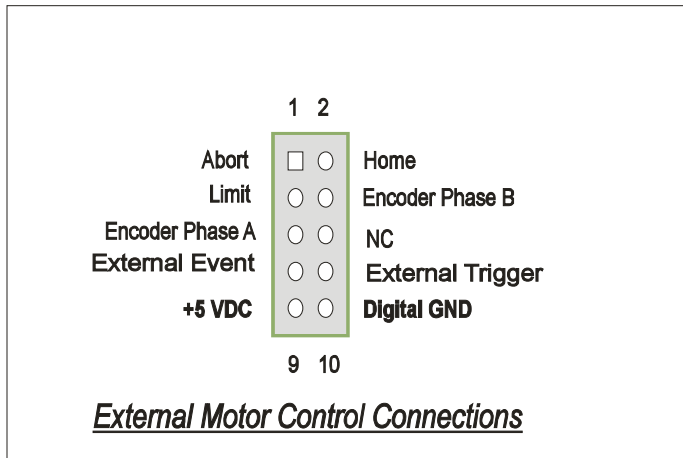 1 2
Abort Home
Limit Encoder Phase B
Encoder Phase A NC
External Event External Trigger
+5 VDC Digital GND
9 10
External Motor Control Connections